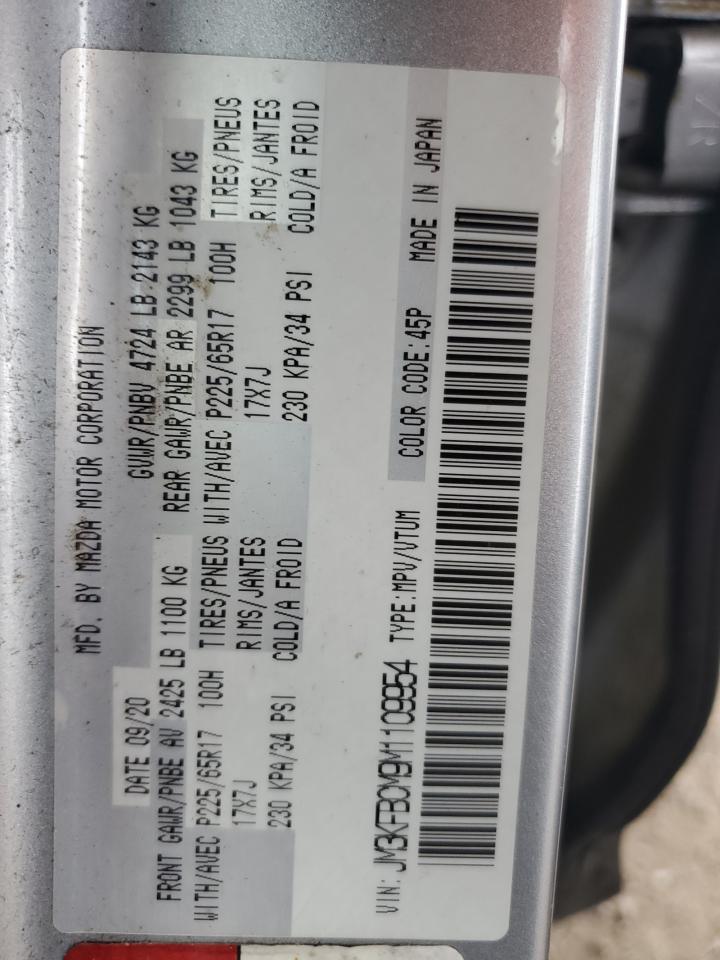 MFD. BY MAZDA MOTOR CORPORATION
DATE 09/20 GVWR/PNBV 4724 LB 2143 KG
FRONT GAWR/PNBE AV 2425 LB 1100 KG REAR GAWR/PNBE AR 2299 LB 1043 KG
WITH/AVEC P225/65R17 100H TIRES/PNEUS WITH/AVEC P225/65R17 100H TIRES/PNEUS
17X7J RIMS/JANTES 17X7J RIMS/JANTES
230 KPA/34 PSI COLD/A FROID 230 KPA/34 PSI COLD/A FROID
VIN: JM3KFBCM9M1109954 TYPE:MPV/VTUM COLOR CODE:45P MADE IN JAPAN